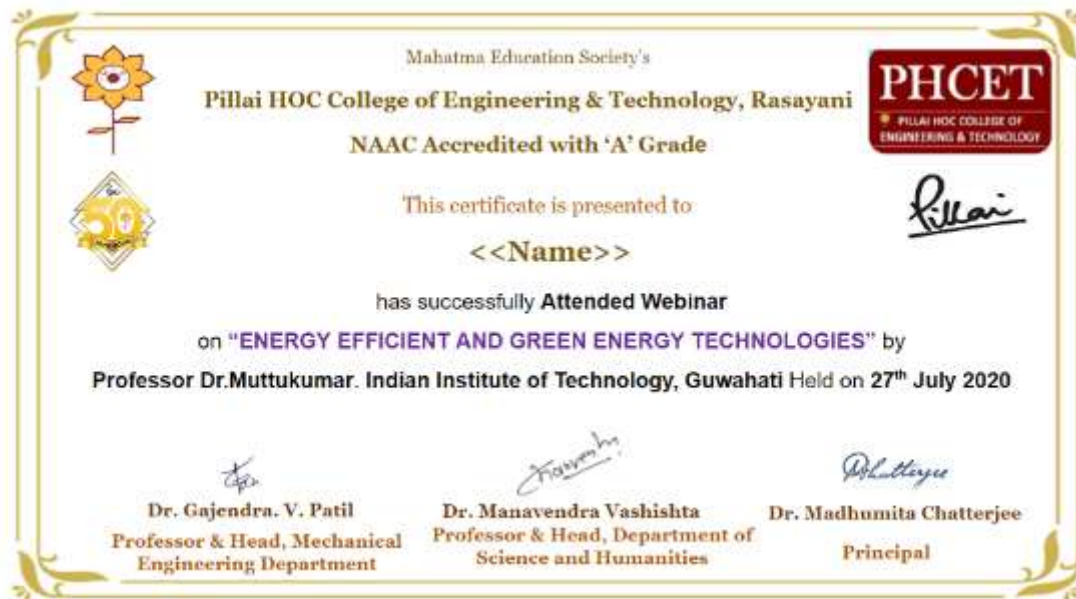 Mahatma Education Society's
Pillai HOC College of Engineering & Technology, Rasayani
NAAC Accredited with 'A' Grade
PHCET
PILLAI HOC COLLEGE OF
ENGINEERING & TECHNOLOGY
50
This certificate is presented to
Pillai
<<Name>>
has successfully Attended Webinar
on "ENERGY EFFICIENT AND GREEN ENERGY TECHNOLOGIES" by
Professor Dr.Muttukumar. Indian Institute of Technology, Guwahati Held on 27th July 2020
Dr. Gajendra. V. Patil
Professor & Head, Mechanical
Engineering Department
Dr. Manavendra Vashishta
Professor & Head, Department of
Science and Humanities
Dr. Madhumita Chatterjee
Principal